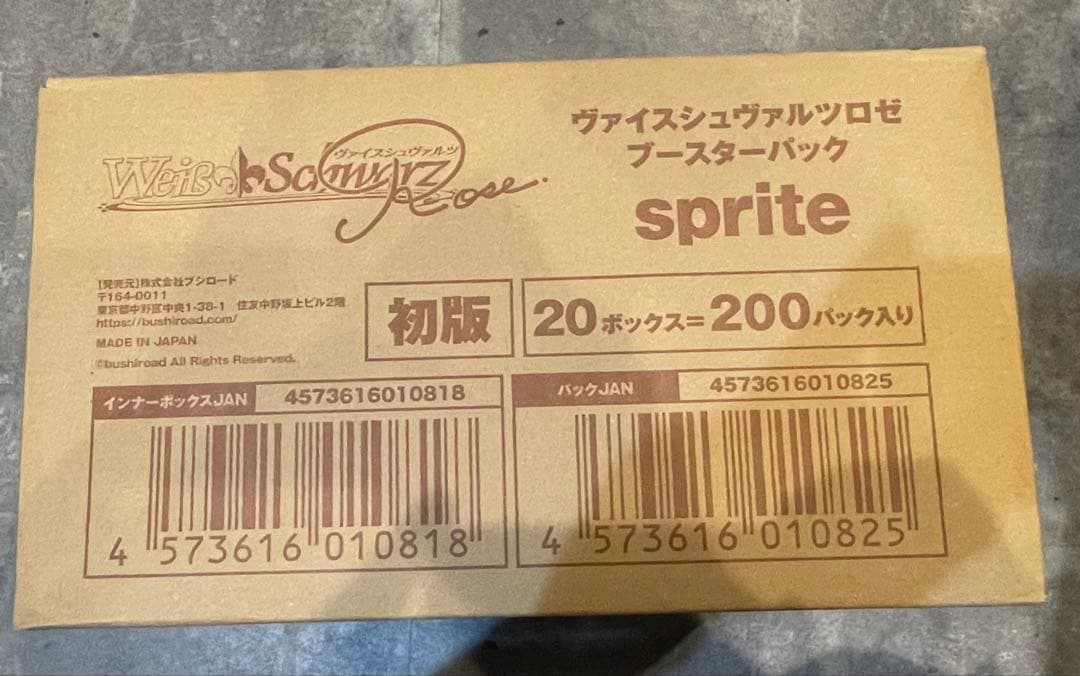 Weiß Schwarz
ヴァイスシュヴァルツ
Rose
ヴァイスシュヴァルツロゼ
ブースターパック
sprite
【発売元】株式会社ブシロード
〒164-0011
東京都中野区中央1-38-1 住友中野坂上ビル2階
https://bushiroad.com/
MADE IN JAPAN
©bushiroad All Rights Reserved.
初版
20ボックス=200パック入り
インナーボックスJAN 4573616010818
4 573616 010818
パックJAN 4573616010825
4 573616 010825